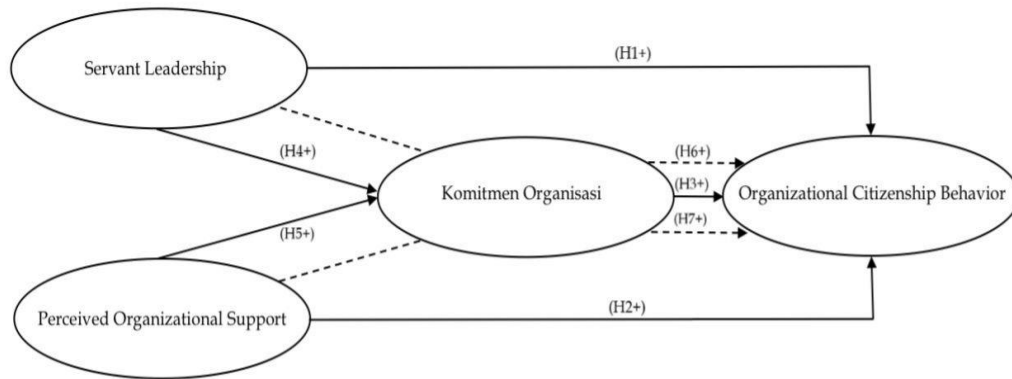 Servant Leadership
(H1+)
(H4+)
Komitmen Organisasi
(H6+)
(H3+)
(H7+)
Organizational Citizenship Behavior
(H5+)
Perceived Organizational Support
(H2+)